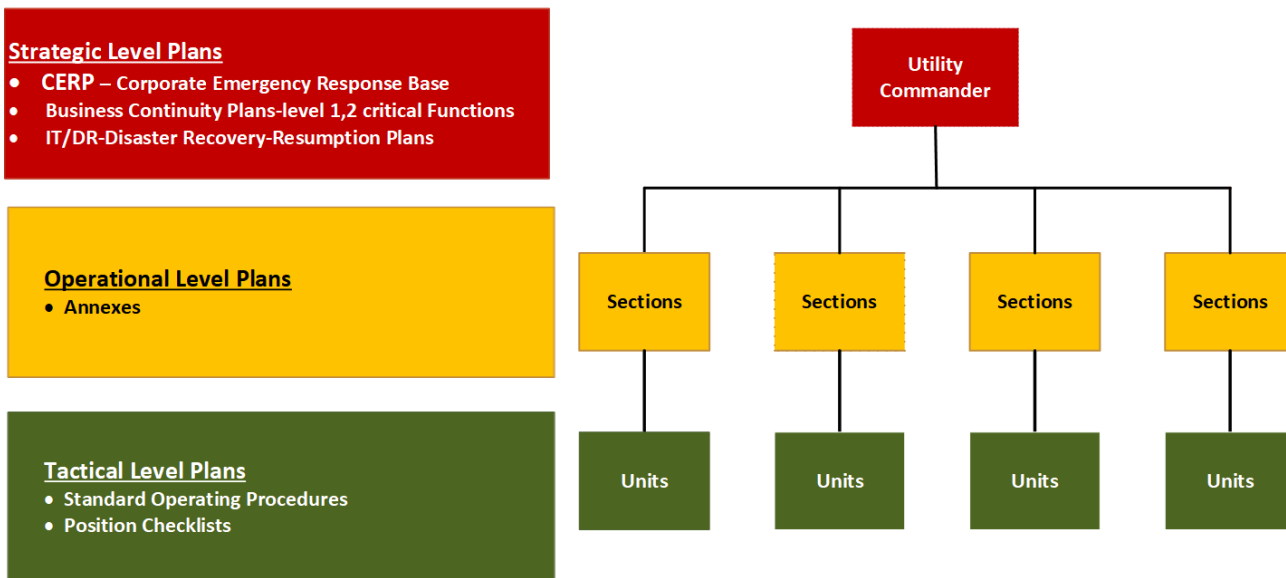 Strategic Level Plans
• CERP – Corporate Emergency Response Base
• Business Continuity Plans-level 1,2 critical Functions
• IT/DR-Disaster Recovery-Resumption Plans
Utility
Commander
Operational Level Plans
• Annexes
Sections
Sections
Sections
Sections
Tactical Level Plans
• Standard Operating Procedures
• Position Checklists
Units
Units
Units
Units